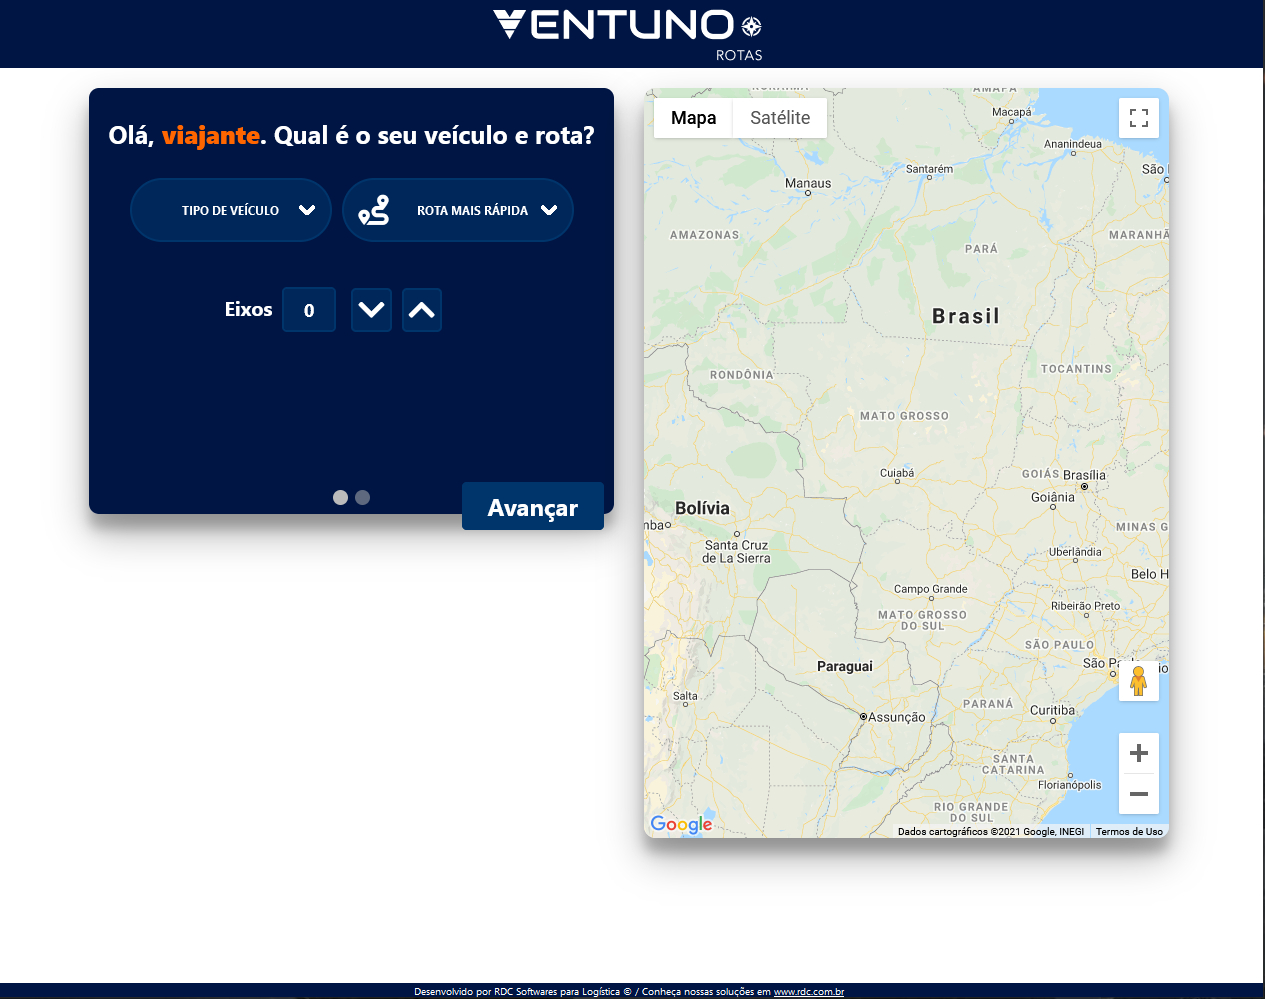 VENTUNO
ROTAS
Olá, viajante. Qual é o seu veículo e rota?
TIPO DE VEÍCULO
ROTA MAIS RÁPIDA
Eixos 0
Avançar
Mapa Satélite
AMAPÁ
Macapá
Ananindeua
Santarém
São
Manaus
AMAZONAS
MARANHÃ
PARÁ
Brasil
RONDÔNIA
TOCANTINS
MATO GROSSO
Cuiabá
GOIÁS
Brasília
Goiânia
Bolívia
mba
MINAS G
Santa Cruz
de La Sierra
Uberlândia
Belo H
Campo Grande
Ribeirão Preto
MATO GROSSO
DO SUL
SÃO PAULO
São Pa
io
Paraguai
Salta
PARANÁ
Curitiba
Assunção
SANTA
CATARINA
Florianópolis
RIO GRANDE
DO SUL
Google
Dados cartográficos ©2021 Google, INEGI
Termos de Uso
Desenvolvido por RDC Softwares para Logística © / Conheça nossas soluções em www.rdc.com.br